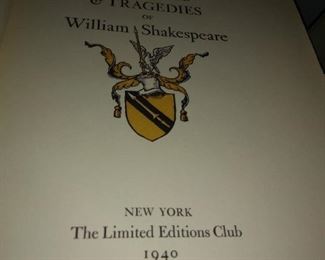 & TRAGEDIES
OF
William Shakespeare
NEW YORK
The Limited Editions Club
1940